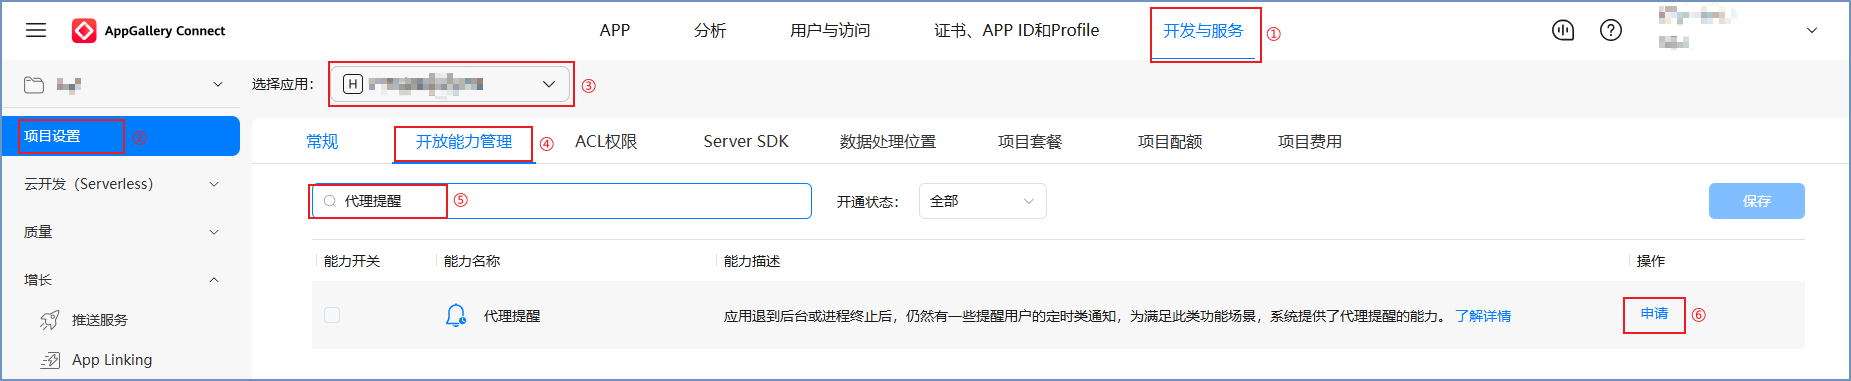 AppGallery Connect
APP 分析 用户与访问 证书、APP ID和Profile 开发与服务 ①
选择应用： H ③
项目设置 ②
常规 开放能力管理 ④ ACL权限 Server SDK 数据处理位置 项目套餐 项目配额 项目费用
云开发（Serverless）
代理提醒 ⑤ 开通状态： 全部 保存
质量
能力开关 能力名称 能力描述 操作
增长
代理提醒 应用退到后台或进程终止后，仍然有一些提醒用户的定时类通知，为满足此类功能场景，系统提供了代理提醒的能力。 了解详情 申请 ⑥
推送服务
App Linking